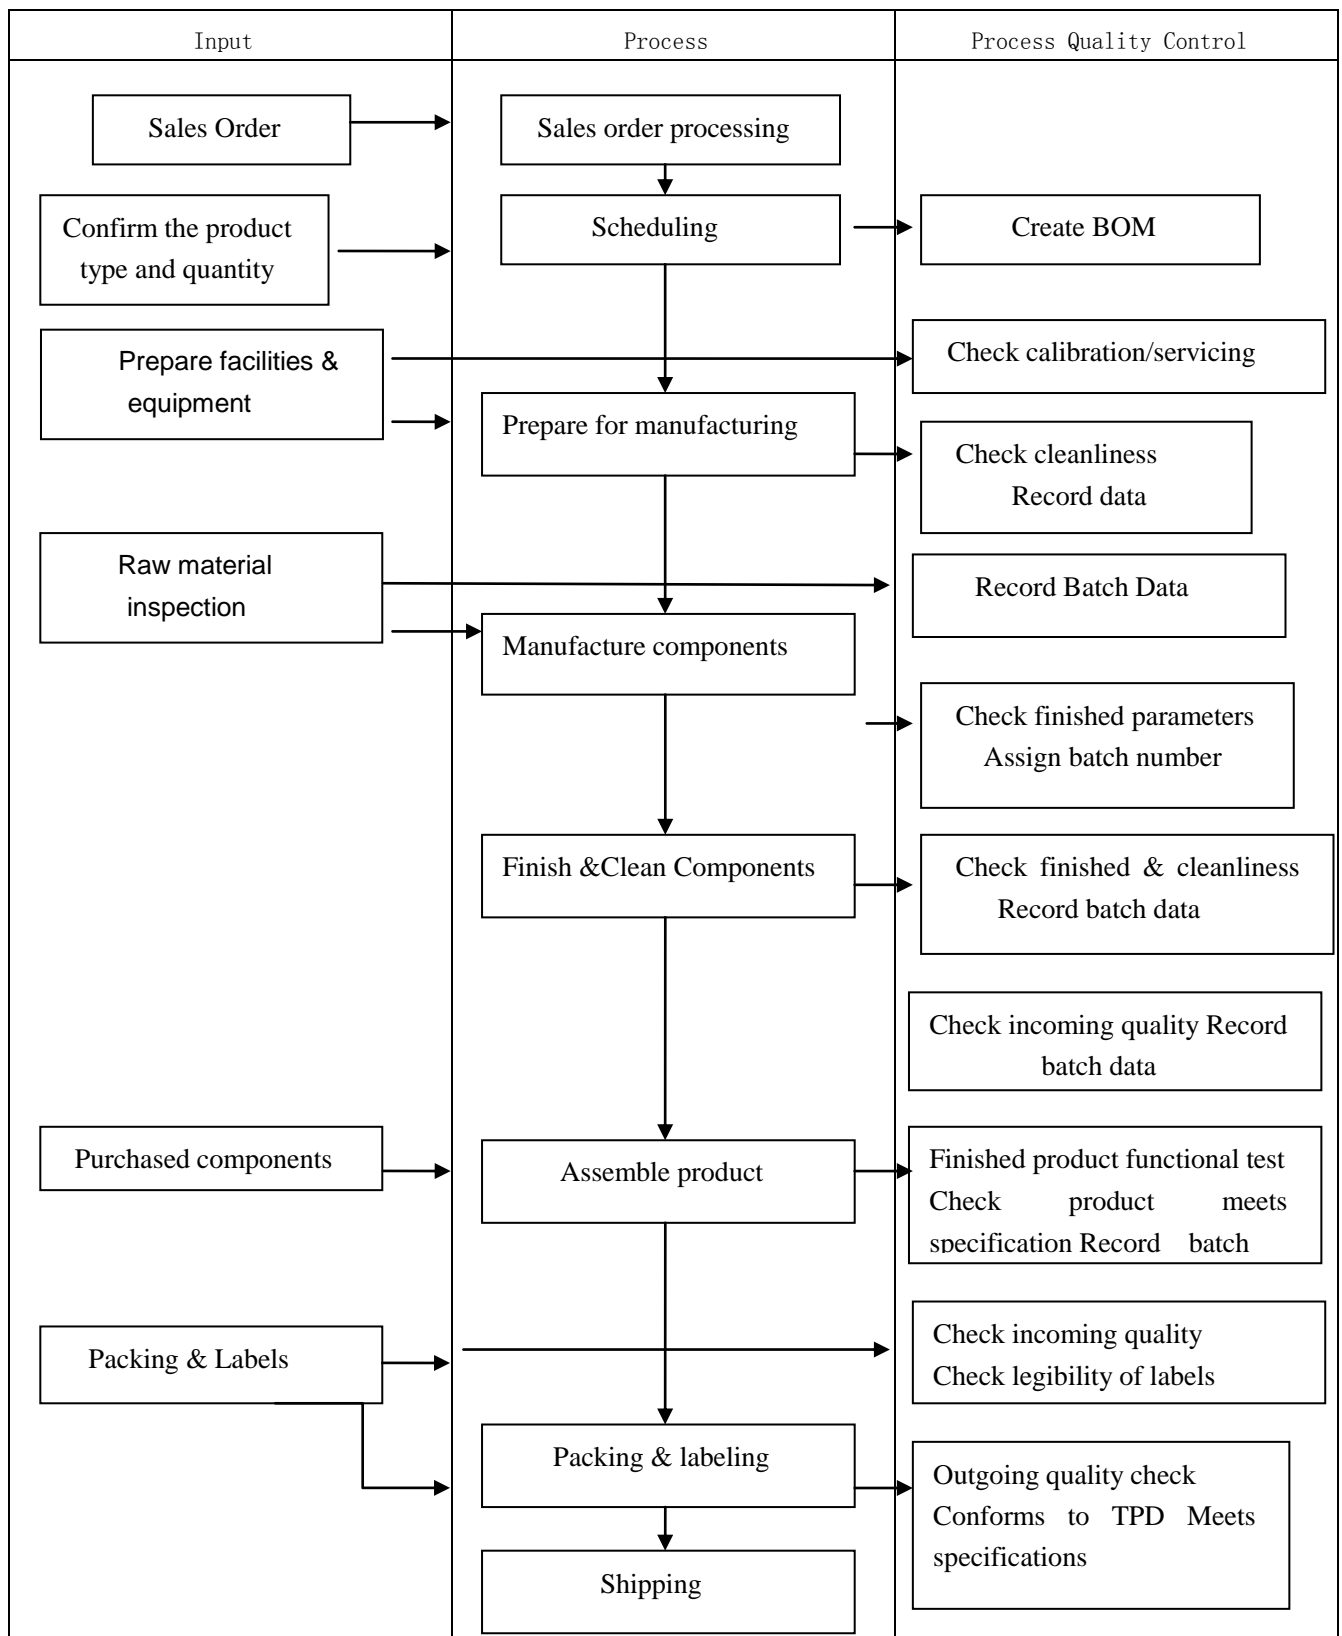 Input
Process
Process Quality Control
Sales Order
Sales order processing
Confirm the product
type and quantity
Scheduling
Create BOM
Prepare facilities &
equipment
Check calibration/servicing
Prepare for manufacturing
Check cleanliness
Record data
Raw material
inspection
Record Batch Data
Manufacture components
Check finished parameters
Assign batch number
Finish &Clean Components
Check finished & cleanliness
Record batch data
Check incoming quality Record
batch data
Purchased components
Assemble product
Finished product functional test
Check product meets
specification Record batch
Packing & Labels
Check incoming quality
Check legibility of labels
Packing & labeling
Outgoing quality check
Conforms to TPD Meets
specifications
Shipping